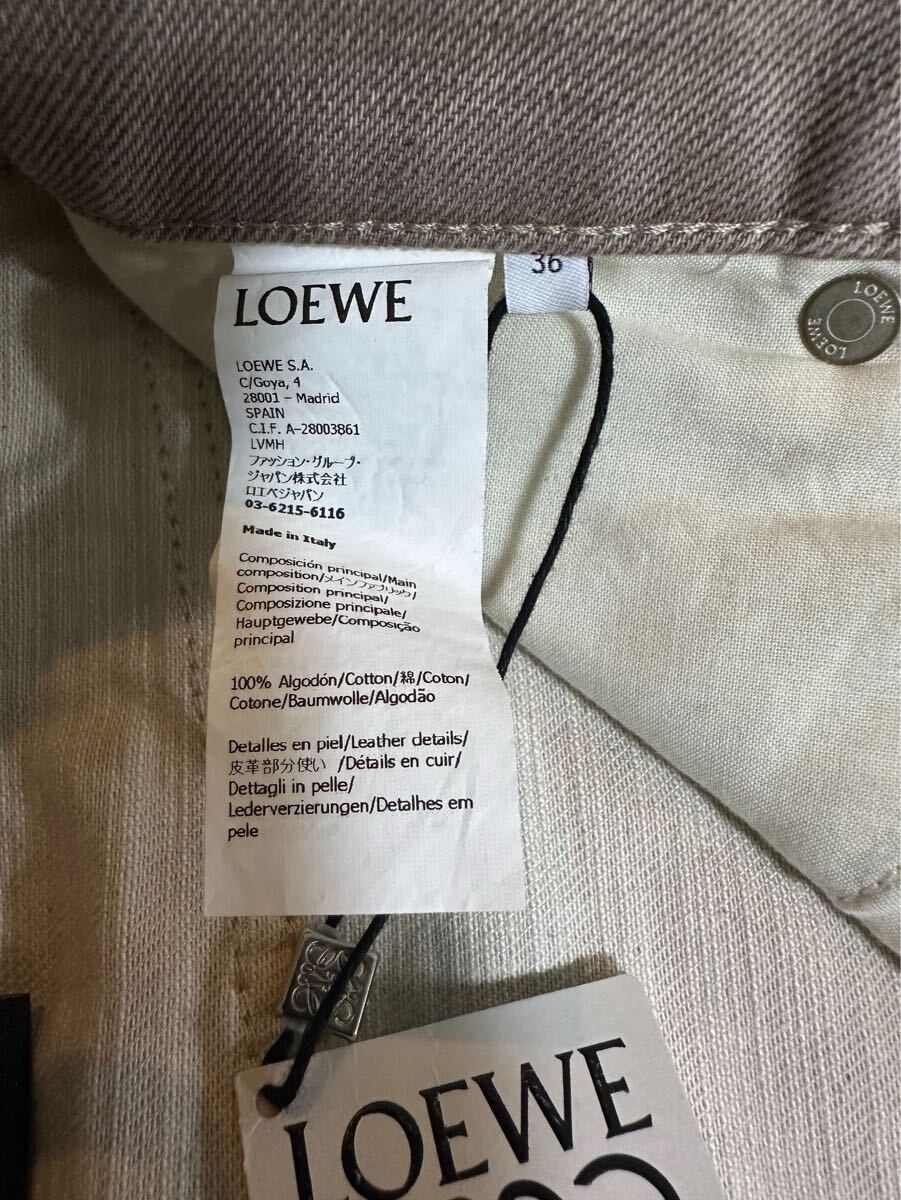 36
LOEWE
LOEWE S.A.
C/Goya, 4
28001 – Madrid
SPAIN
C.I.F. A-28003861
LVMH
ファッション・グループ・
ジャパン株式会社
ロエベジャパン
03-6215-6116
Made in Italy
Composición principal/Main
composition/メインファブリック/
Composition principal/
Composizione principale/
Hauptgewebe/Composição
principal
100% Algodón/Cotton/綿/Coton/
Cotone/Baumwolle/Algodão
Detalles en piel/Leather details/
皮革部分使い /Détails en cuir/
Dettagli in pelle/
Lederverzierungen/Detalhes em
pele
LOEWE
LOEWE
LOEWE